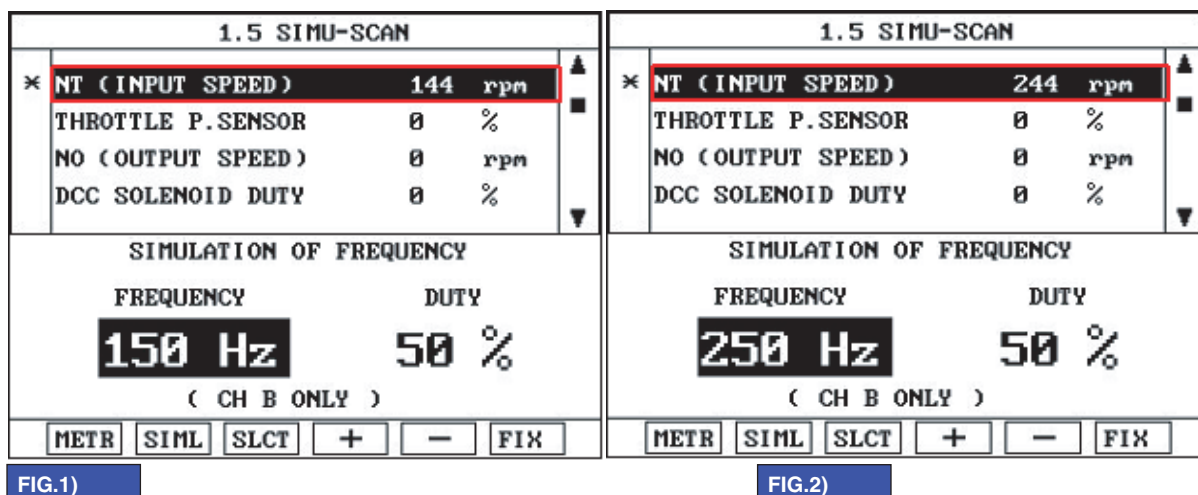 1.5 SIMU-SCAN
* NT (INPUT SPEED) 144 rpm
THROTTLE P.SENSOR 0 %
NO (OUTPUT SPEED) 0 rpm
DCC SOLENOID DUTY 0 %
SIMULATION OF FREQUENCY
FREQUENCY DUTY
150 Hz 50 %
( CH B ONLY )
METR SIML SLCT + - FIX
FIG.1)
1.5 SIMU-SCAN
* NT (INPUT SPEED) 244 rpm
THROTTLE P.SENSOR 0 %
NO (OUTPUT SPEED) 0 rpm
DCC SOLENOID DUTY 0 %
SIMULATION OF FREQUENCY
FREQUENCY DUTY
250 Hz 50 %
( CH B ONLY )
METR SIML SLCT + - FIX
FIG.2)